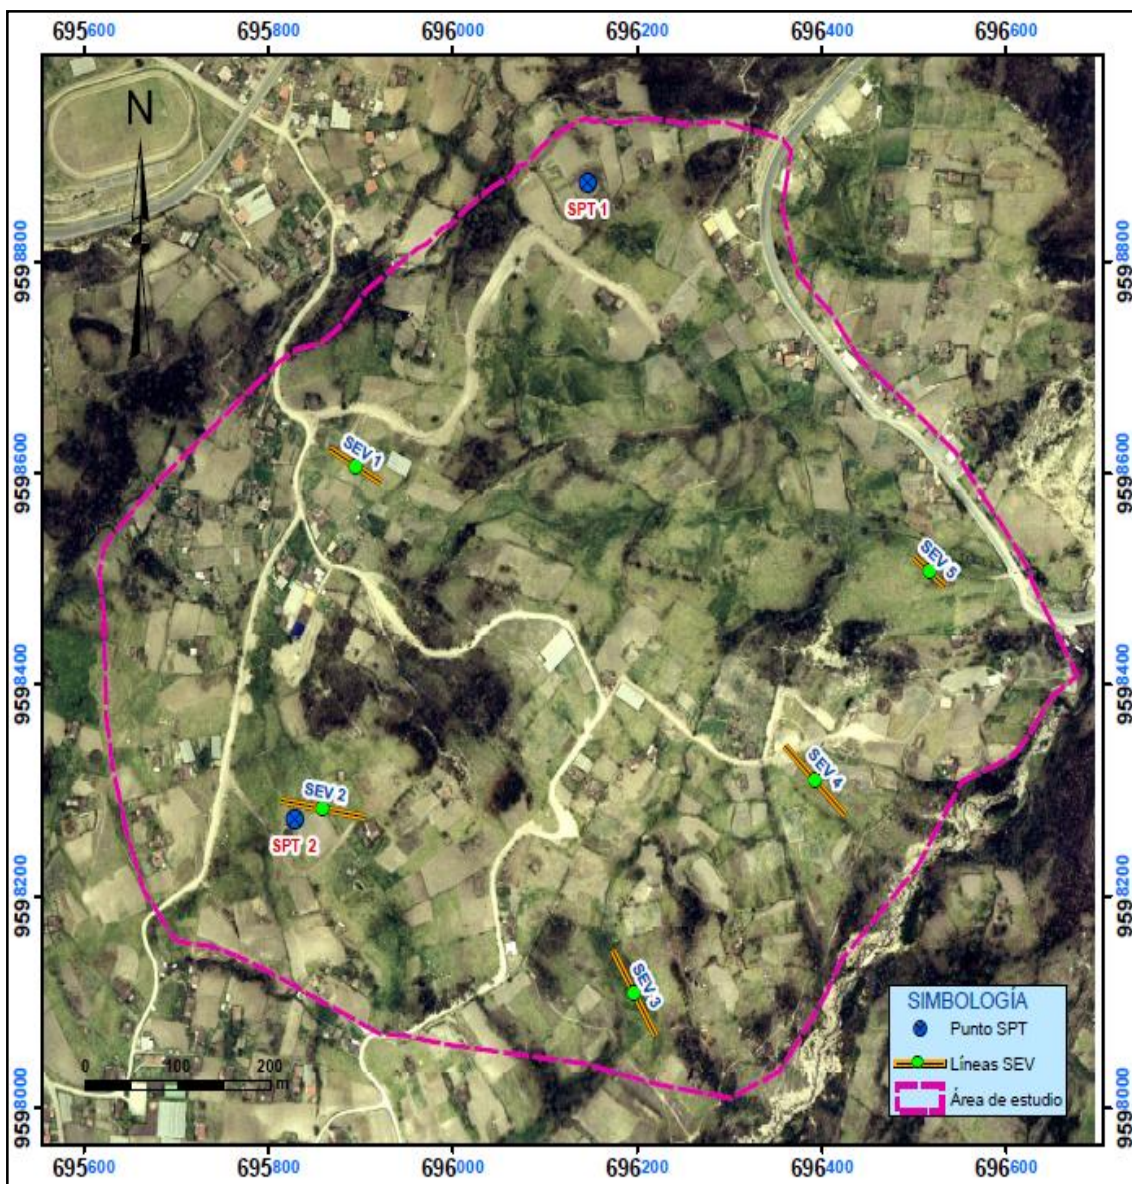 695600 695800 696000 696200 696400 696600
N
SPT 1
9598800 9598800
SEV 1
9598600 9598600
SEV 5
9598400 9598400
SEV 4
SEV 2
SPT 2
9598200 9598200
SEV 3
SIMBOLOGÍA
Punto SPT
Líneas SEV
Área de estudio
0 100 200
m
9598000 9598000
695600 695800 696000 696200 696400 696600